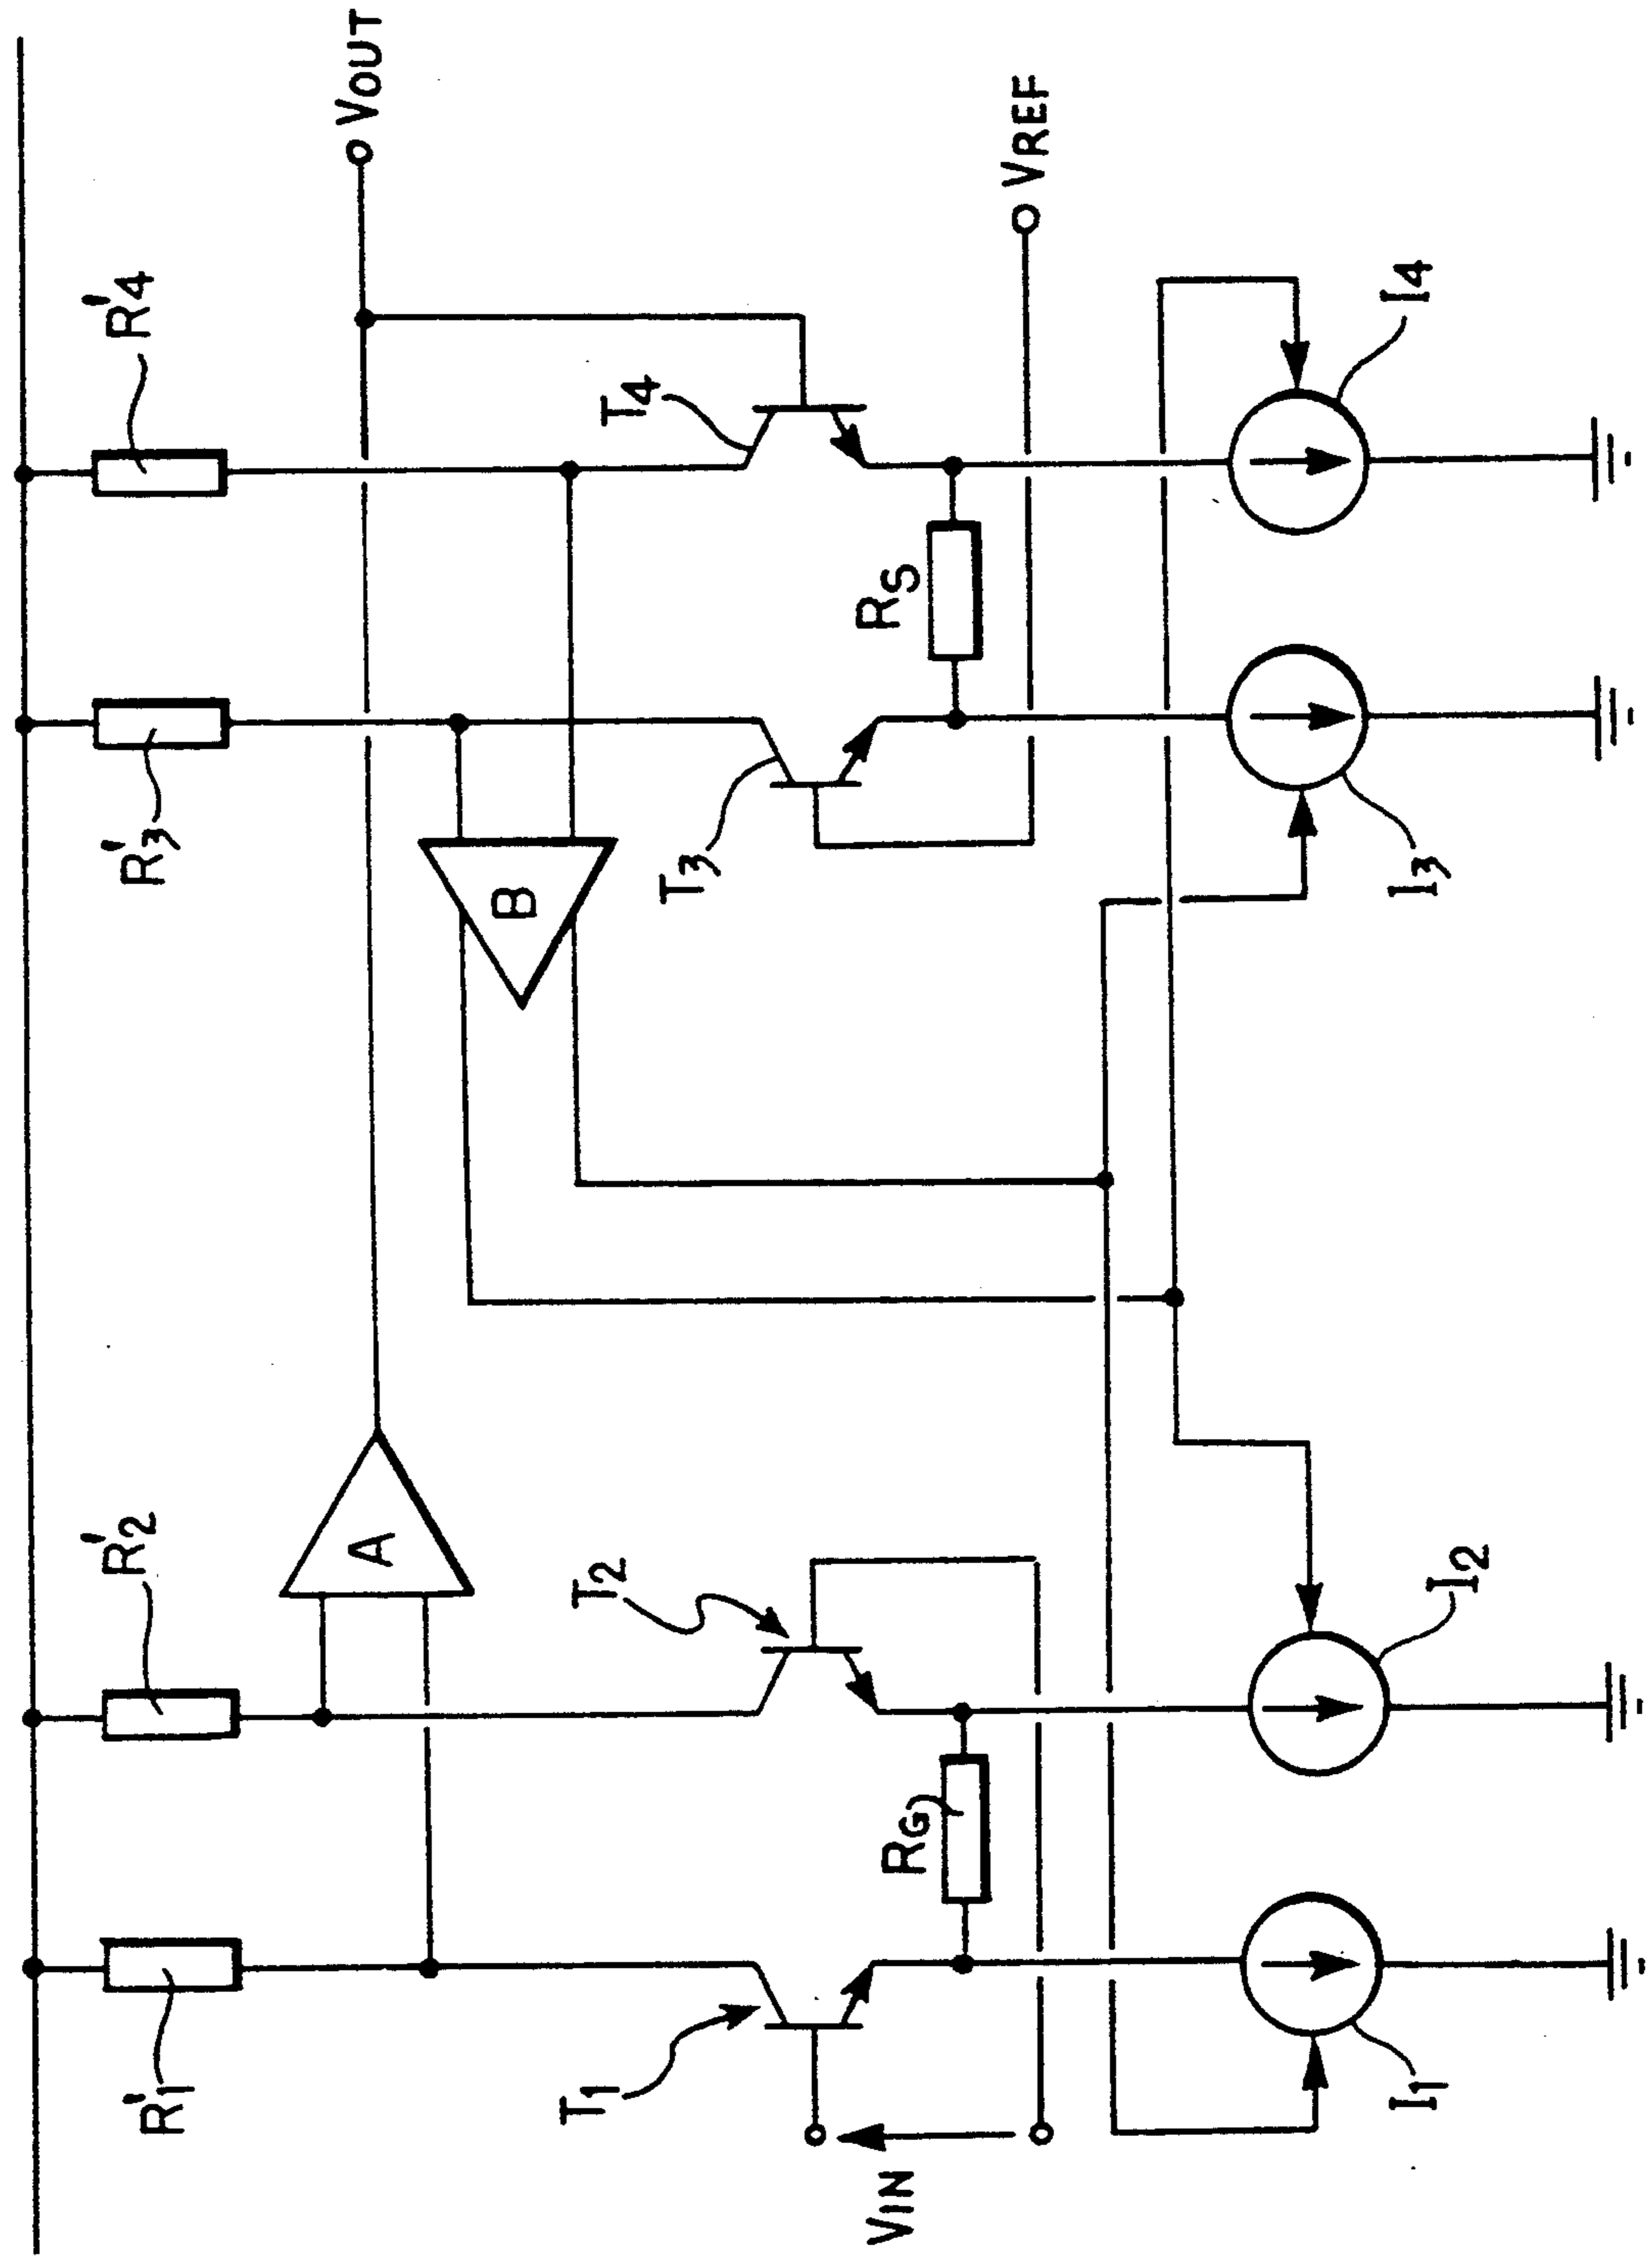 R'1
R'2
R'3
R'4
A
B
VOUT
T1
T2
T3
T4
VIN
RG
RS
VREF
I1
I2
I3
I4